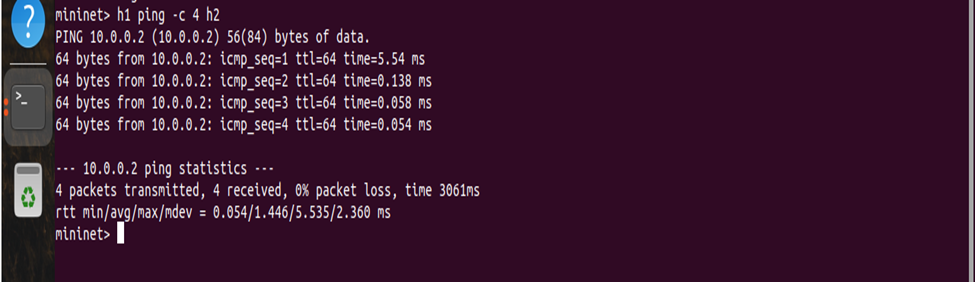 mininet> h1 ping -c 4 h2
PING 10.0.0.2 (10.0.0.2) 56(84) bytes of data.
64 bytes from 10.0.0.2: icmp_seq=1 ttl=64 time=5.54 ms
64 bytes from 10.0.0.2: icmp_seq=2 ttl=64 time=0.138 ms
64 bytes from 10.0.0.2: icmp_seq=3 ttl=64 time=0.058 ms
64 bytes from 10.0.0.2: icmp_seq=4 ttl=64 time=0.054 ms
--- 10.0.0.2 ping statistics ---
4 packets transmitted, 4 received, 0% packet loss, time 3061ms
rtt min/avg/max/mdev = 0.054/1.446/5.535/2.360 ms
mininet>